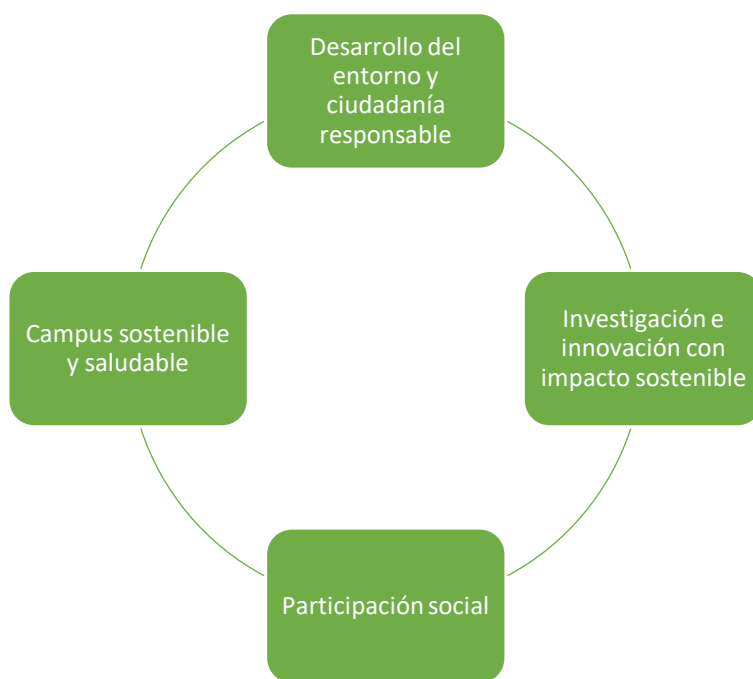 Desarrollo del
entorno y
ciudadanía
responsable
Investigación e
innovación con
impacto sostenible
Participación social
Campus sostenible
y saludable